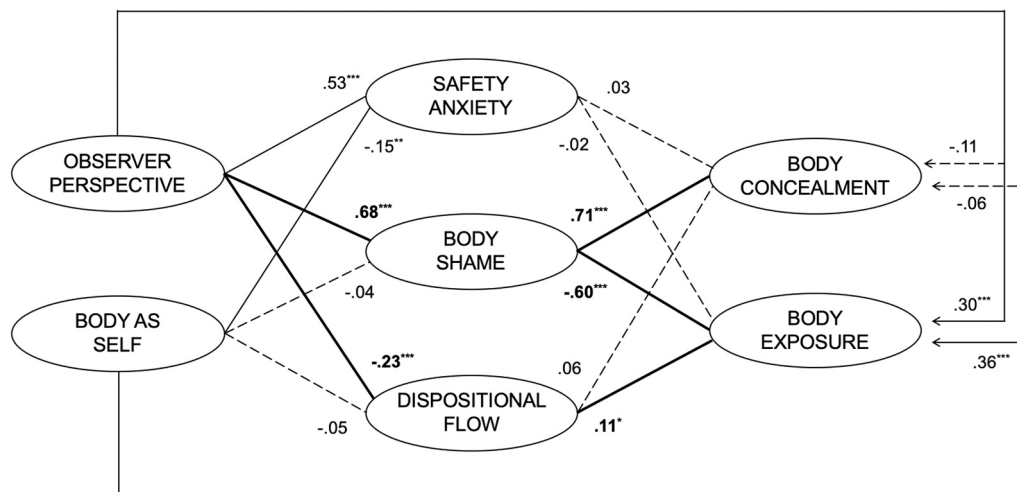 SAFETY
ANXIETY
.53***
.03
-.15**
-.02
OBSERVER
PERSPECTIVE
BODY
CONCEALMENT
-.11
-.06
.68***
.71***
BODY
SHAME
-.04
-.60***
BODY AS
SELF
BODY
EXPOSURE
.30***
.36***
-.23***
.06
DISPOSITIONAL
FLOW
-.05
.11*